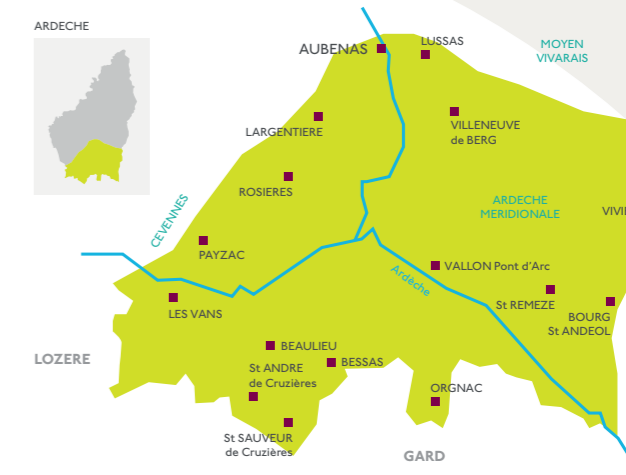 ARDECHE
AUBENAS
LUSSAS
MOYEN
VIVARAIS
LARGENTIERE
VILLENEUVE
de BERG
ROSIERES
CEVENNES
ARDECHE
MERIDIONALE
PAYZAC
VALLON Pont d'Arc
Ardèche
St REMEZE
LES VANS
BOURG
St ANDEOL
LOZERE
BEAULIEU
BESSAS
St ANDRE
de Cruzières
ORGNAC
St SAUVEUR
de Cruzières
GARD